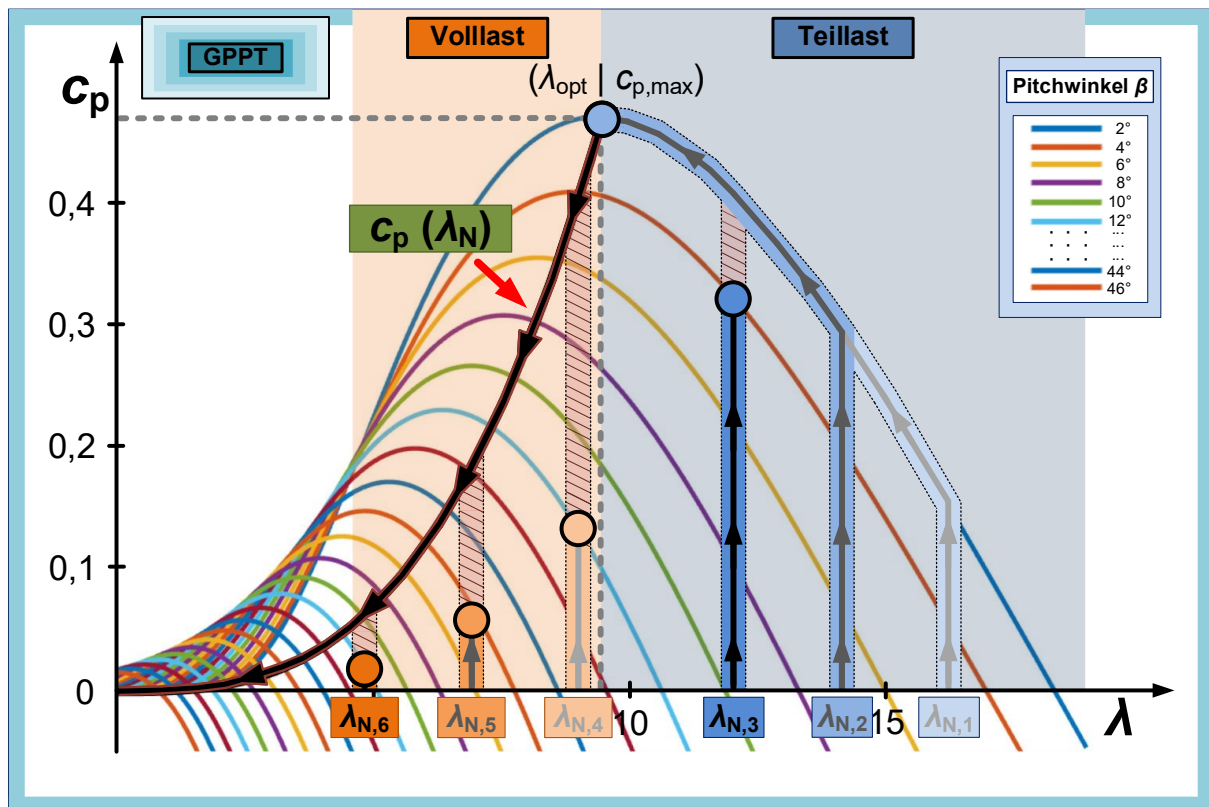 GPPT
Volllast
Teillast
(λopt | cp,max)
cp
Pitchwinkel β
2°
4°
6°
8°
10°
12°
. . . ...
. . . . ...
. . . . ...
44°
46°
0,4
cp (λN)
0,3
0,2
0,1
0
λN,6
λN,5
λN,4
10
λN,3
λN,2
15
λN,1
λ